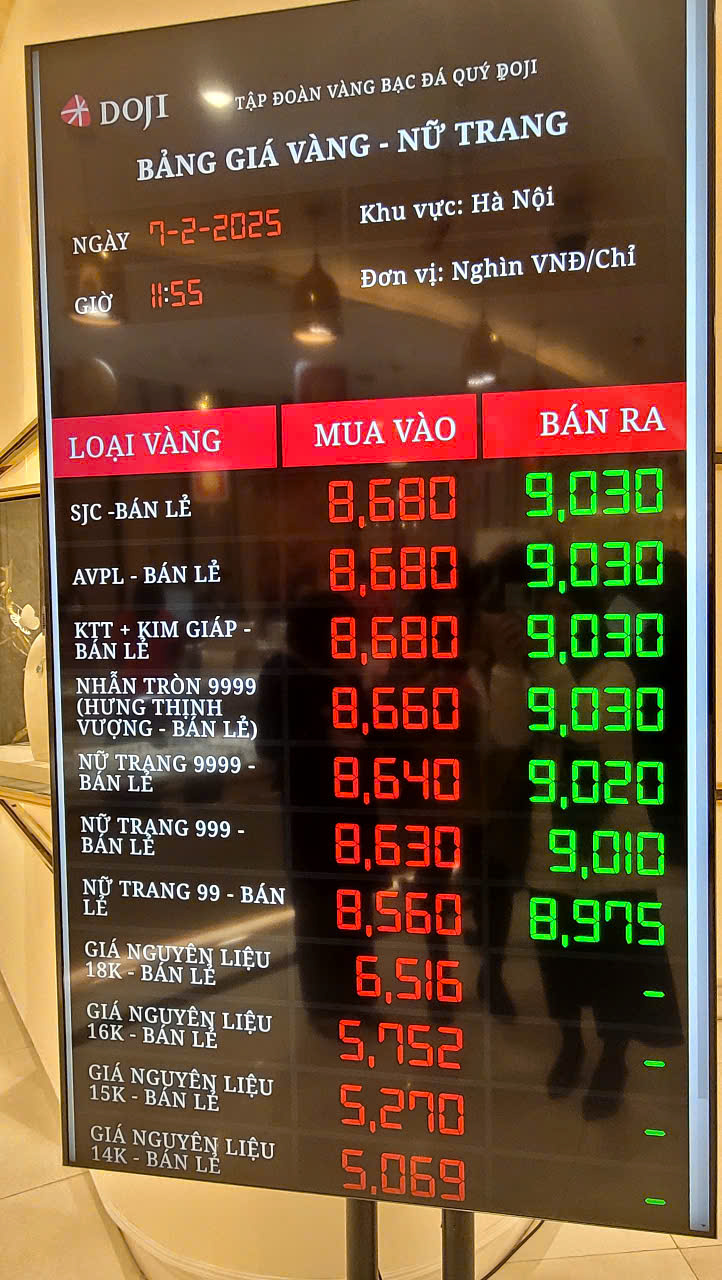 DOJI
TẬP ĐOÀN VÀNG BẠC ĐÁ QUÝ DOJI
BẢNG GIÁ VÀNG - NỮ TRANG
NGÀY 7-2-2025 Khu vực: Hà Nội
GIỜ 11:55 Đơn vị: Nghìn VNĐ/Chỉ
LOẠI VÀNG MUA VÀO BÁN RA
SJC -BÁN LẺ 8,680 9,030
AVPL - BÁN LẺ 8,680 9,030
KTT + KIM GIÁP -
BÁN LẺ 8,680 9,030
NHẪN TRÒN 9999
(HƯNG THỊNH
VƯỢNG - BÁN LẺ) 8,660 9,030
NỮ TRANG 9999 -
BÁN LẺ 8,640 9,020
NỮ TRANG 999 -
BÁN LẺ 8,630 9,010
NỮ TRANG 99 - BÁN
LẺ 8,560 8,975
GIÁ NGUYÊN LIỆU
18K - BÁN LẺ 6,516 -
GIÁ NGUYÊN LIỆU
16K - BÁN LẺ 5,752 -
GIÁ NGUYÊN LIỆU
15K - BÁN LẺ 5,270 -
GIÁ NGUYÊN LIỆU
14K - BÁN LẺ 5,069 -